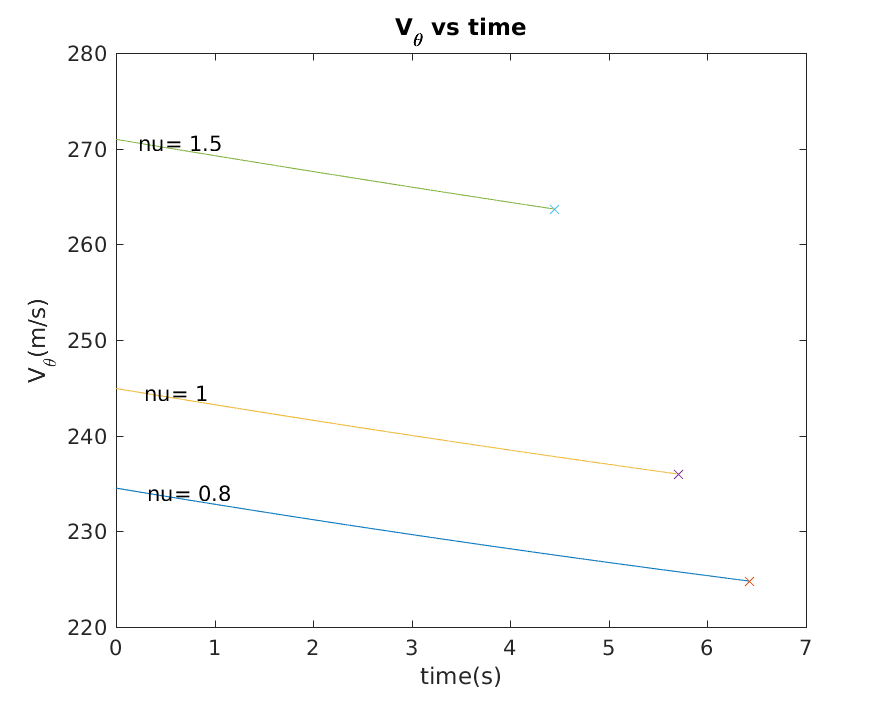 V_θ vs time
280
270
260
250
240
230
220
V_θ(m/s)
nu= 1.5
nu= 1
nu= 0.8
0 1 2 3 4 5 6 7
time(s)